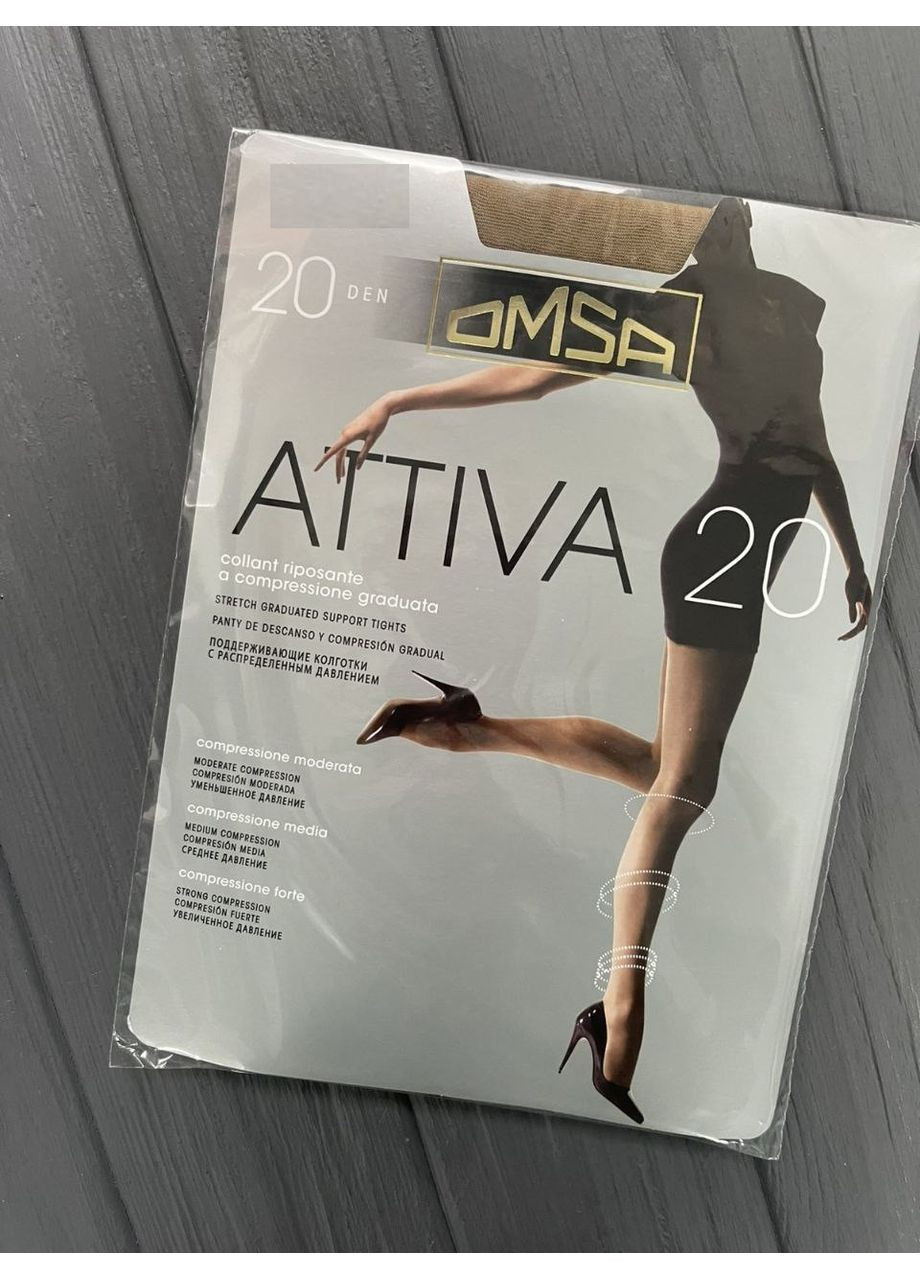 20 DEN
OMSA
ATTIVA 20
collant riposante
a compressione graduata
STRETCH GRADUATED SUPPORT TIGHTS
PANTY DE DESCANSO Y COMPRESIÓN GRADUAL
ПОДДЕРЖИВАЮЩИЕ КОЛГОТКИ
С РАСПРЕДЕЛЕННЫМ ДАВЛЕНИЕМ
compressione moderata
MODERATE COMPRESSION
COMPRESIÓN MODERADA
УМЕНЬШЕННОЕ ДАВЛЕНИЕ
compressione media
MEDIUM COMPRESSION
COMPRESIÓN MEDIA
СРЕДНЕЕ ДАВЛЕНИЕ
compressione forte
STRONG COMPRESSION
COMPRESIÓN FUERTE
УВЕЛИЧЕННОЕ ДАВЛЕНИЕ